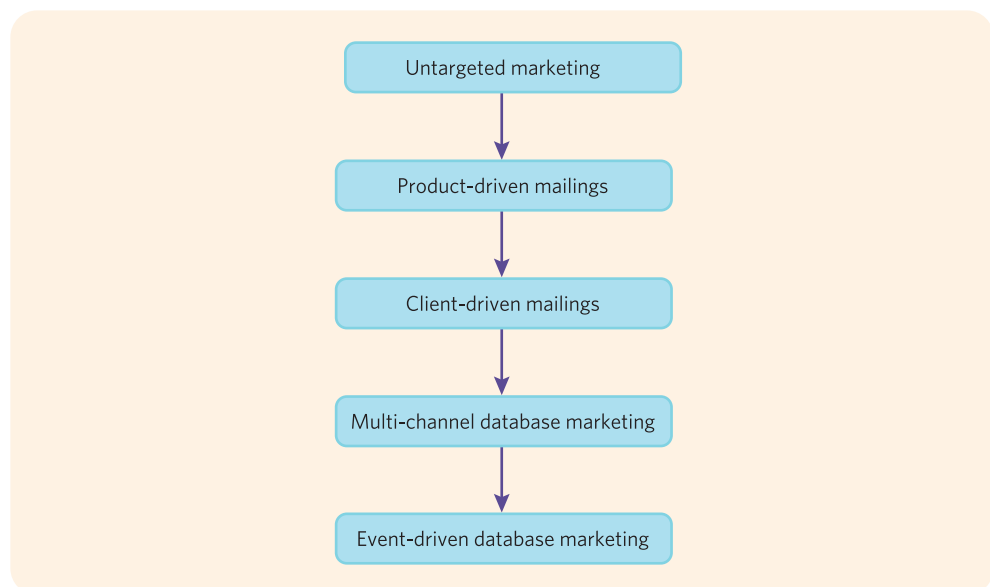 Untargeted marketing
Product-driven mailings
Client-driven mailings
Multi-channel database marketing
Event-driven database marketing